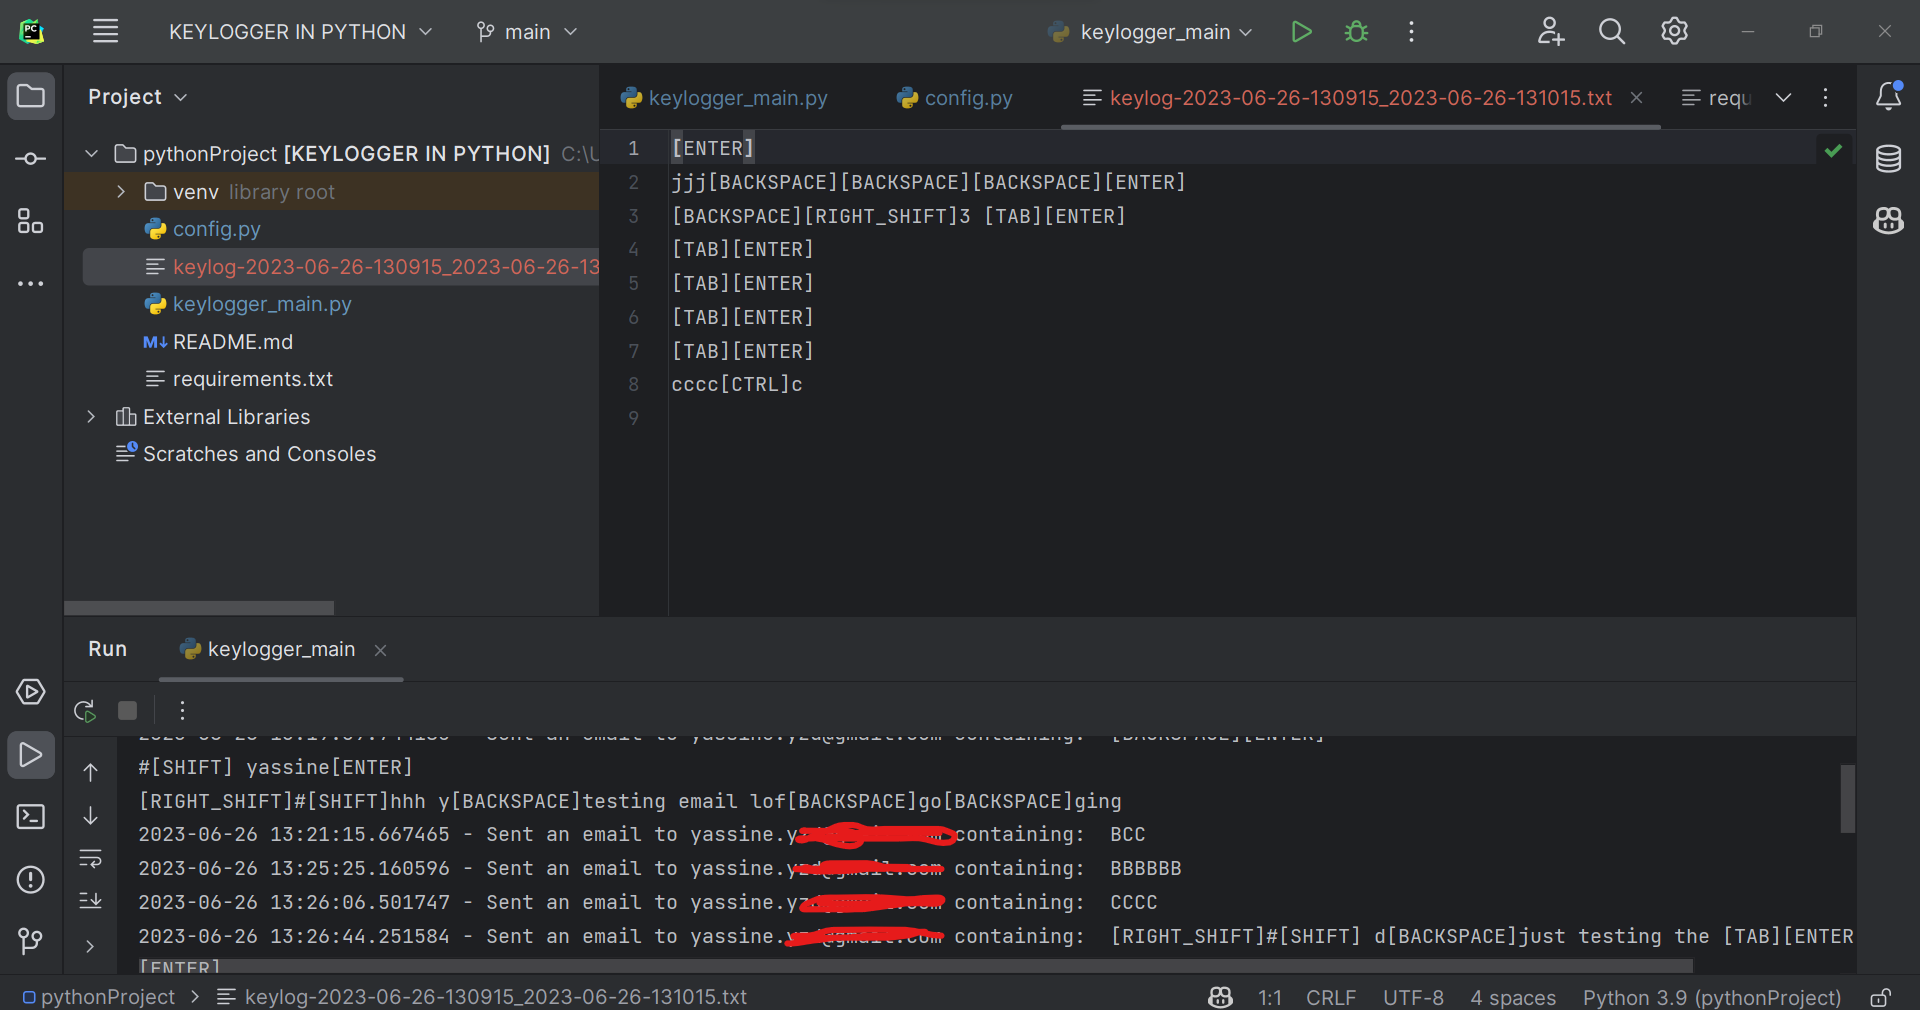 PC
KEYLOGGER IN PYTHON
main
keylogger_main
Project
keylogger_main.py
config.py
keylog-2023-06-26-130915_2023-06-26-131015.txt
requ
pythonProject [KEYLOGGER IN PYTHON] C:\U
venv library root
config.py
keylog-2023-06-26-130915_2023-06-26-13
keylogger_main.py
M↓ README.md
requirements.txt
External Libraries
Scratches and Consoles
1 [ENTER]
2 jjj[BACKSPACE][BACKSPACE][BACKSPACE][ENTER]
3 [BACKSPACE][RIGHT_SHIFT]3 [TAB][ENTER]
4 [TAB][ENTER]
5 [TAB][ENTER]
6 [TAB][ENTER]
7 [TAB][ENTER]
8 cccc[CTRL]c
9
Run
keylogger_main
Sent an email to containing: [BACKSPACE][ENTER]
#[SHIFT] yassine[ENTER]
[RIGHT_SHIFT]#[SHIFT]hhh y[BACKSPACE]testing email lof[BACKSPACE]go[BACKSPACE]ging
2023-06-26 13:21:15.667465 - Sent an email to yassine.y containing: BCC
2023-06-26 13:25:25.160596 - Sent an email to yassine.y containing: BBBBBB
2023-06-26 13:26:06.501747 - Sent an email to yassine.y containing: CCCC
2023-06-26 13:26:44.251584 - Sent an email to yassine. containing: [RIGHT_SHIFT]#[SHIFT] d[BACKSPACE]just testing the [TAB][ENTER
[ENTER]
pythonProject > keylog-2023-06-26-130915_2023-06-26-131015.txt
1:1 CRLF UTF-8 4 spaces Python 3.9 (pythonProject)